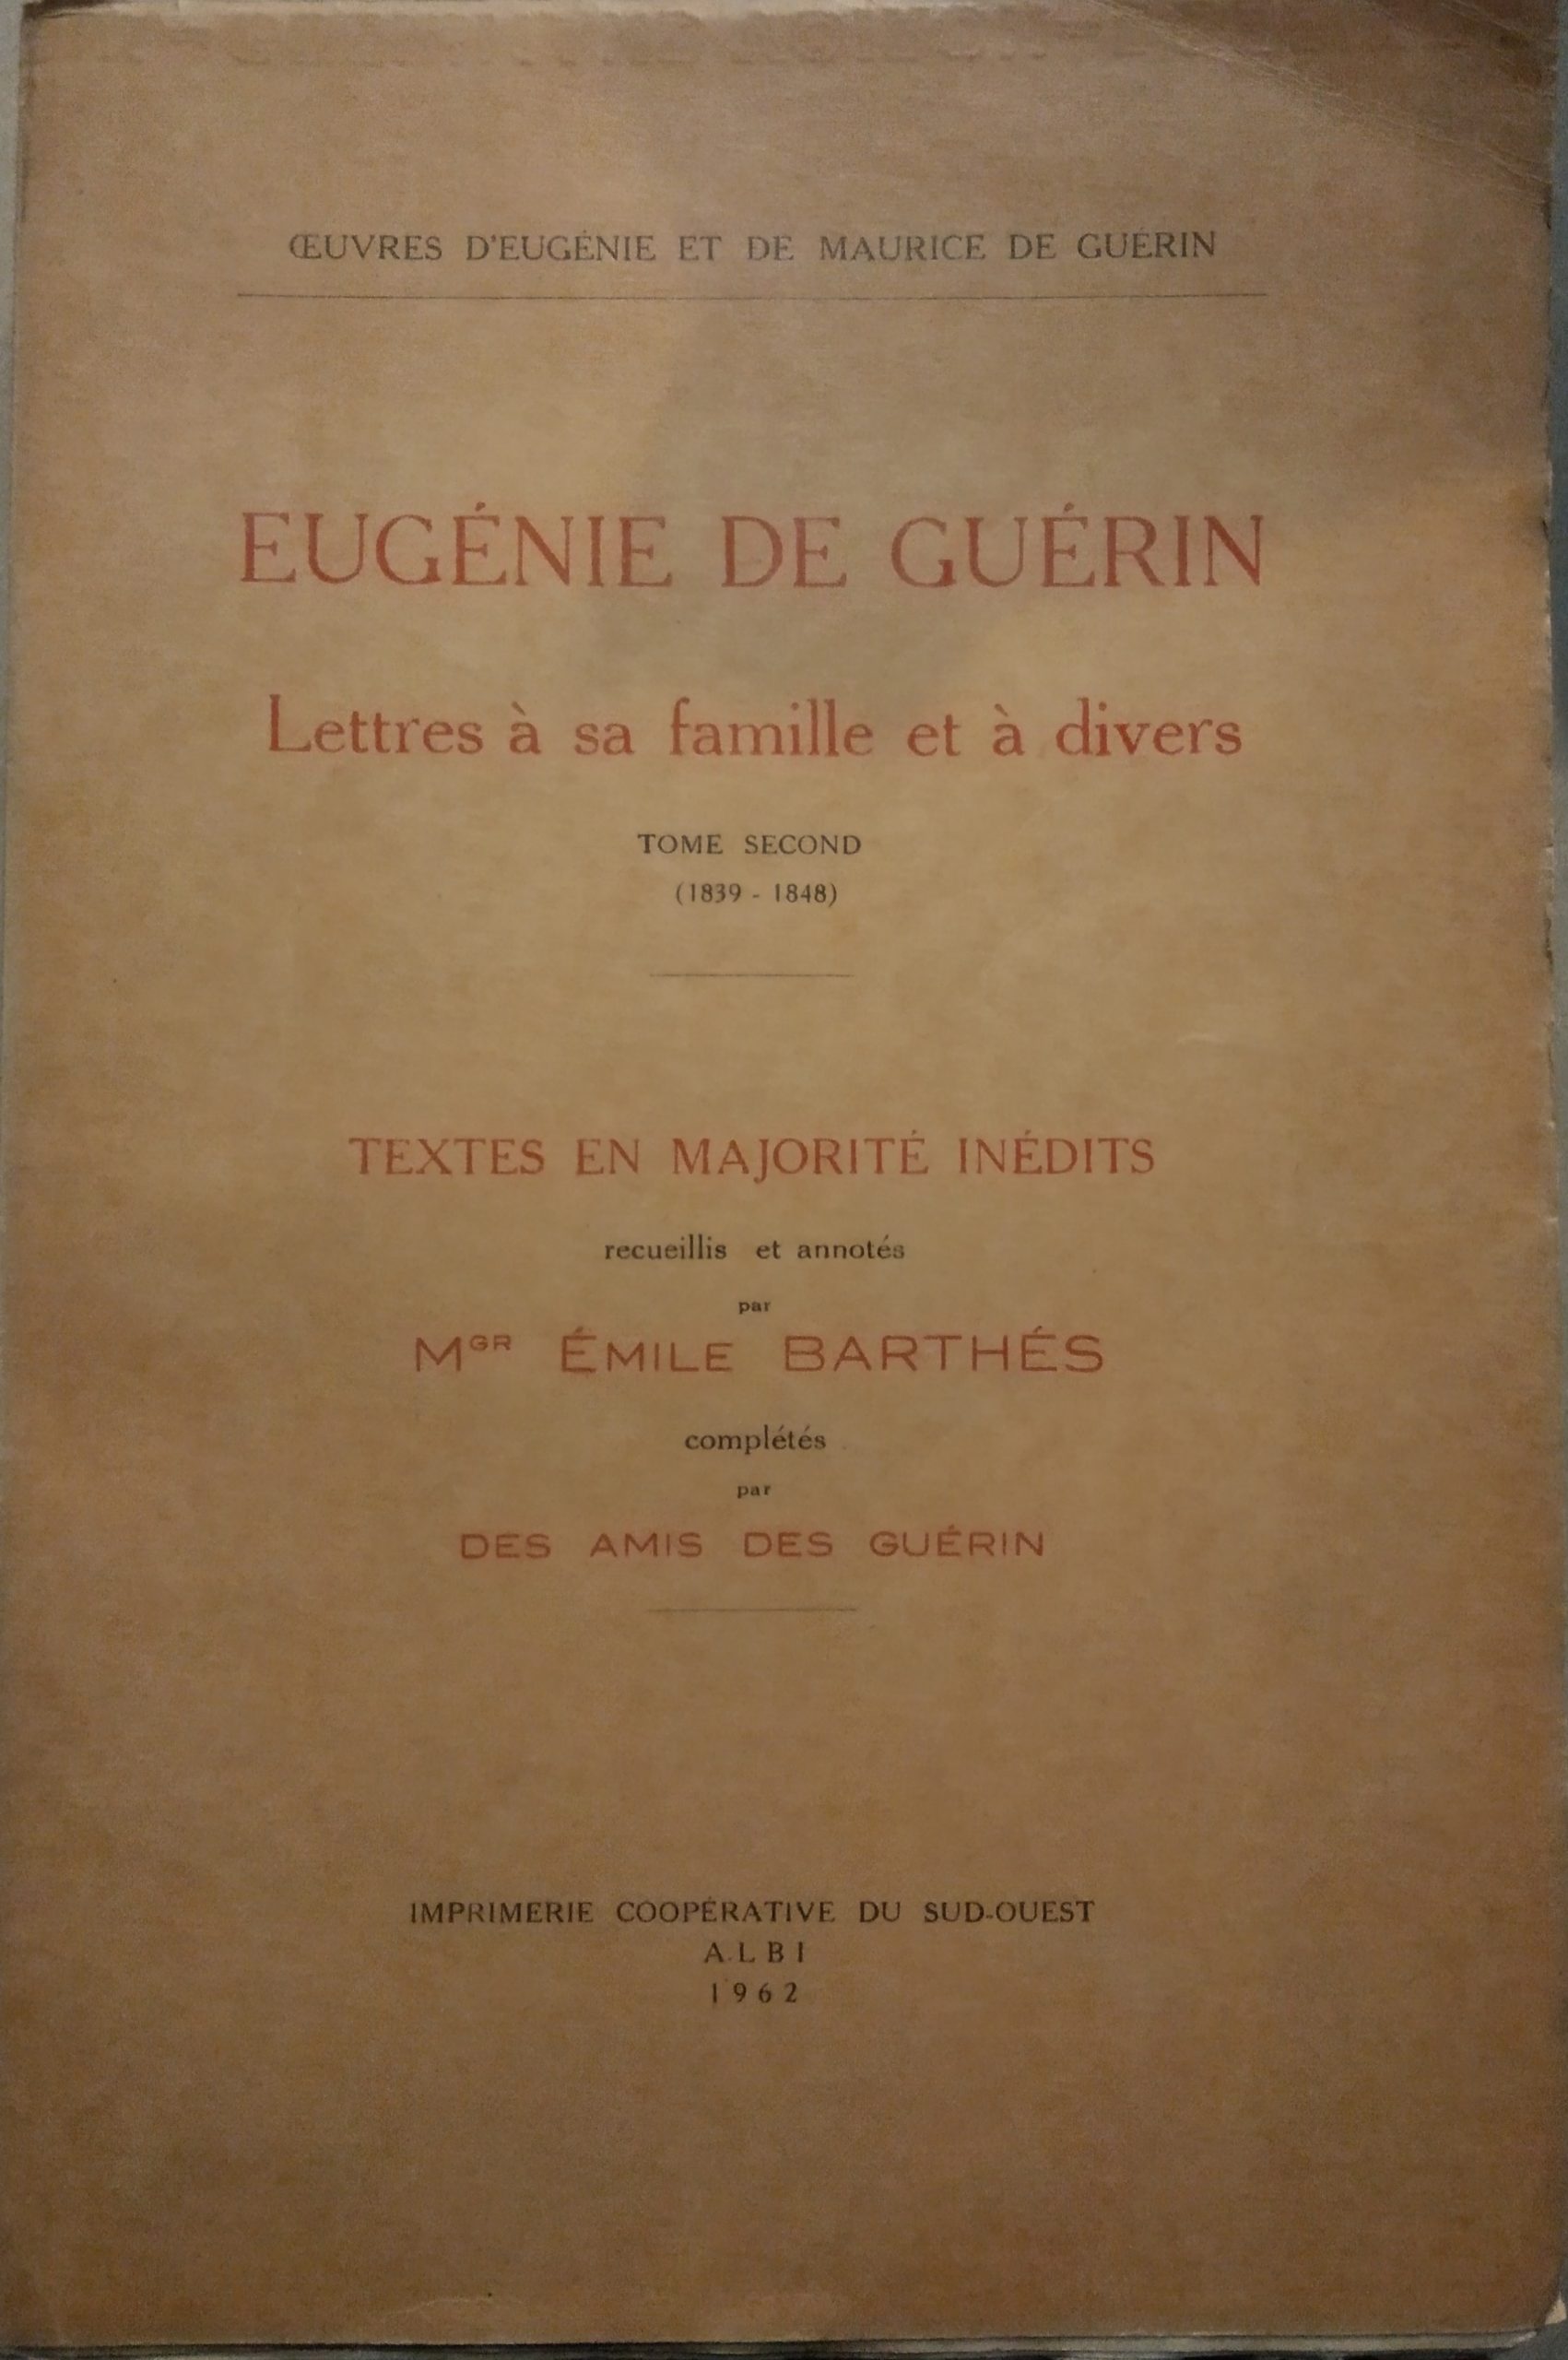 ŒUVRES D'EUGÉNIE ET DE MAURICE DE GUÉRIN
EUGÉNIE DE GUÉRIN
Lettres à sa famille et à divers
TOME SECOND
(1839 - 1848)
TEXTES EN MAJORITÉ INÉDITS
recueillis et annotés
par
MGR ÉMILE BARTHÉS
complétés
par
DES AMIS DES GUÉRIN
IMPRIMERIE COOPÉRATIVE DU SUD-OUEST
ALBI
1962